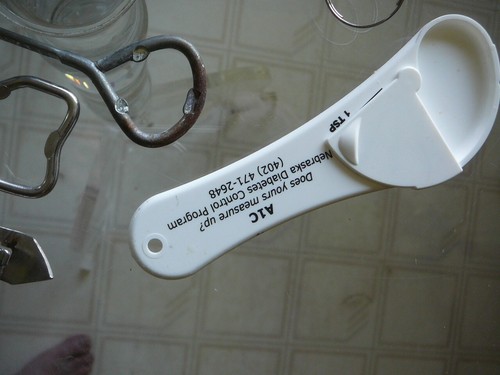 A1C
Does yours measure up?
Nebraska Diabetes Control Program
(402) 471-2648
1 TSP